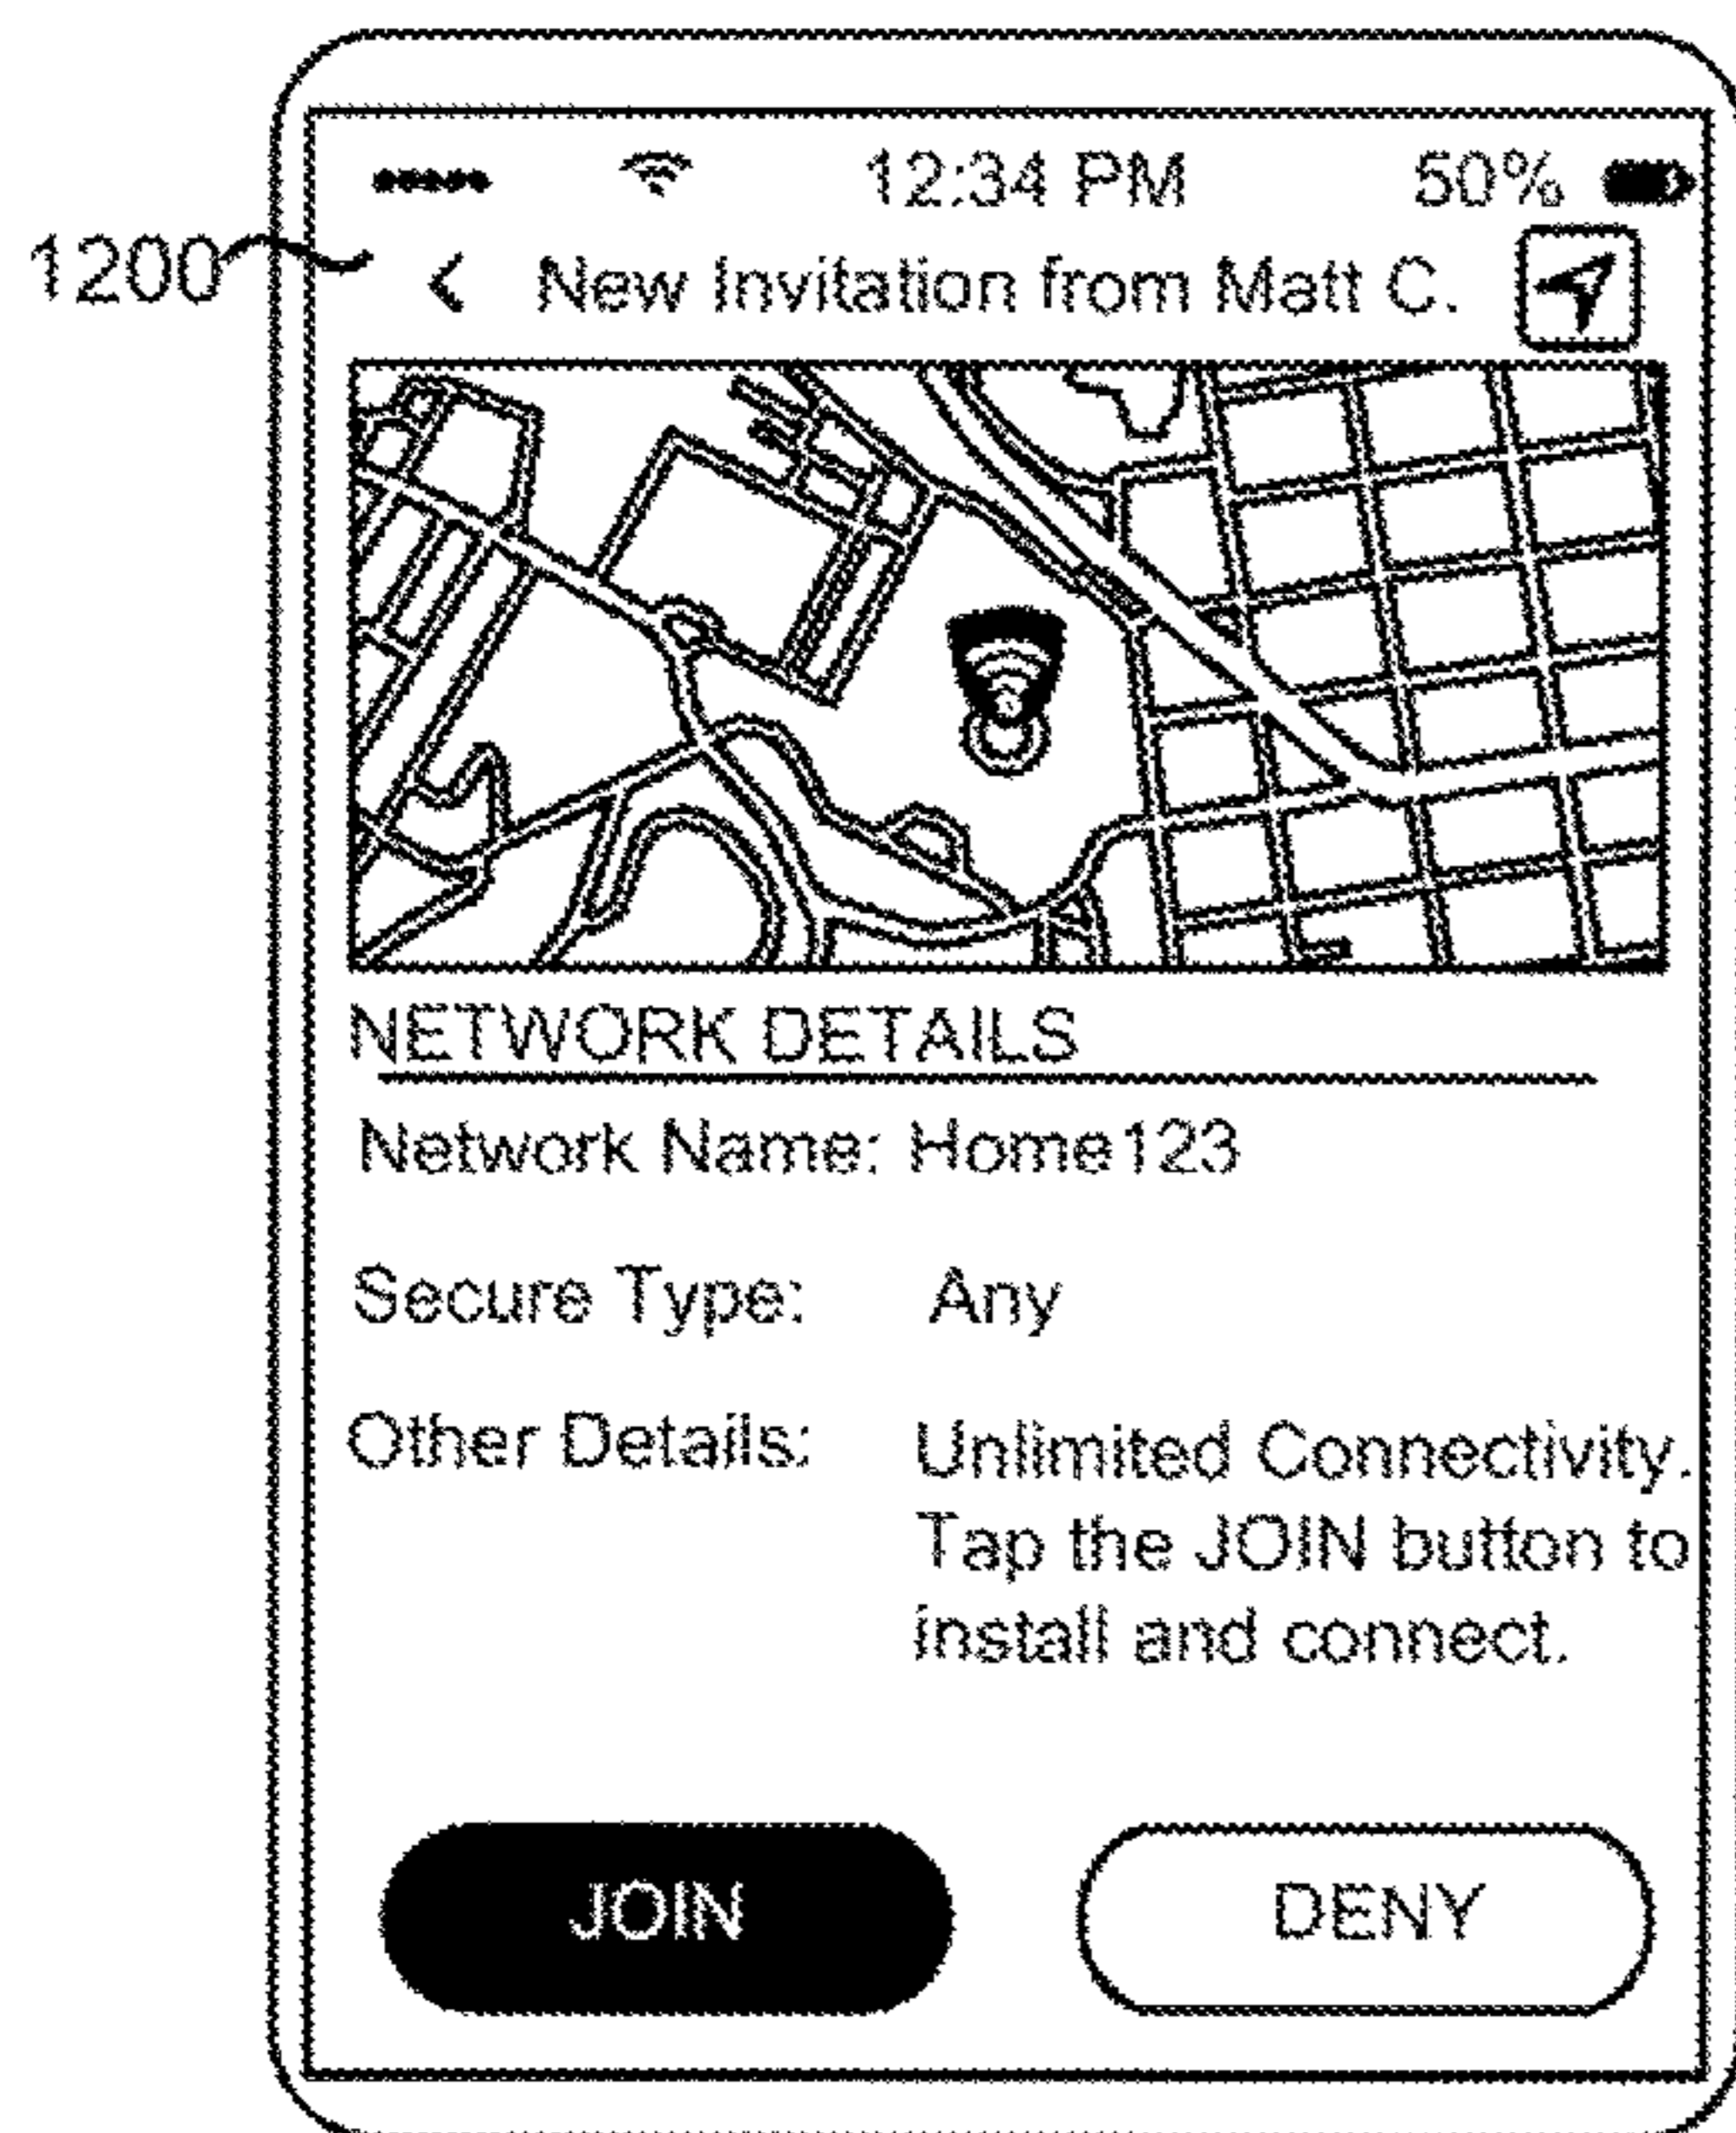 12:34 PM 50%
1200
< New Invitation from Matt C.
NETWORK DETAILS
Network Name: Home123
Secure Type: Any
Other Details: Unlimited Connectivity.
Tap the JOIN button to
install and connect.
JOIN DENY